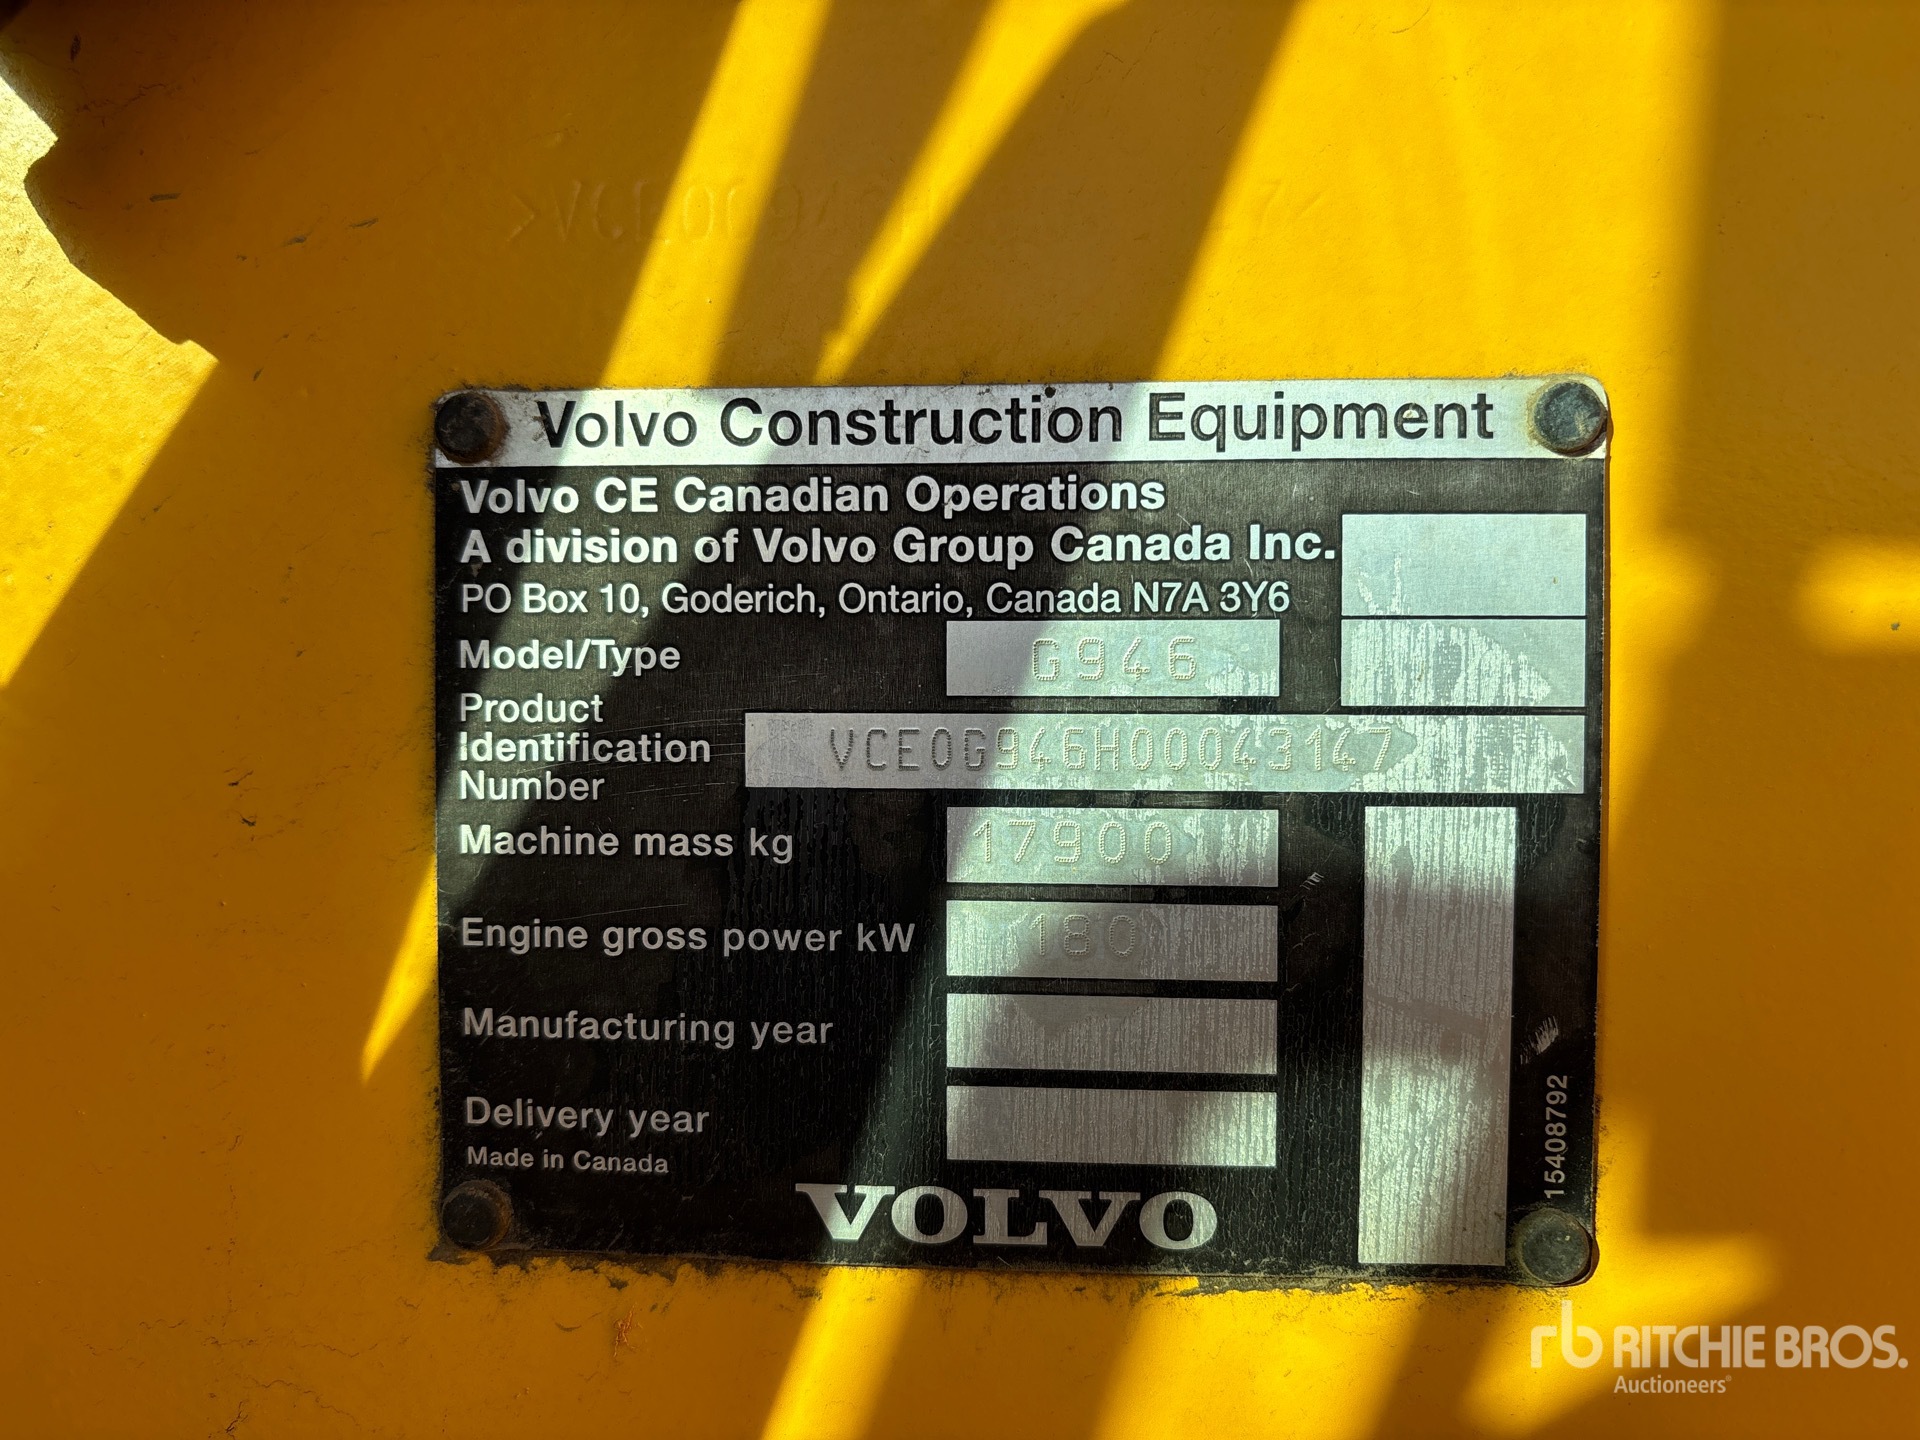 Volvo Construction Equipment
Volvo CE Canadian Operations
A division of Volvo Group Canada Inc.
PO Box 10, Goderich, Ontario, Canada N7A 3Y6
Model/Type G946
Product
Identification
Number
VCE0G946H00043147
Machine mass kg 17900
Engine gross power kW 180
Manufacturing year
Delivery year
Made in Canada
VOLVO
15408792
rb RITCHIE BROS.
Auctioneers®